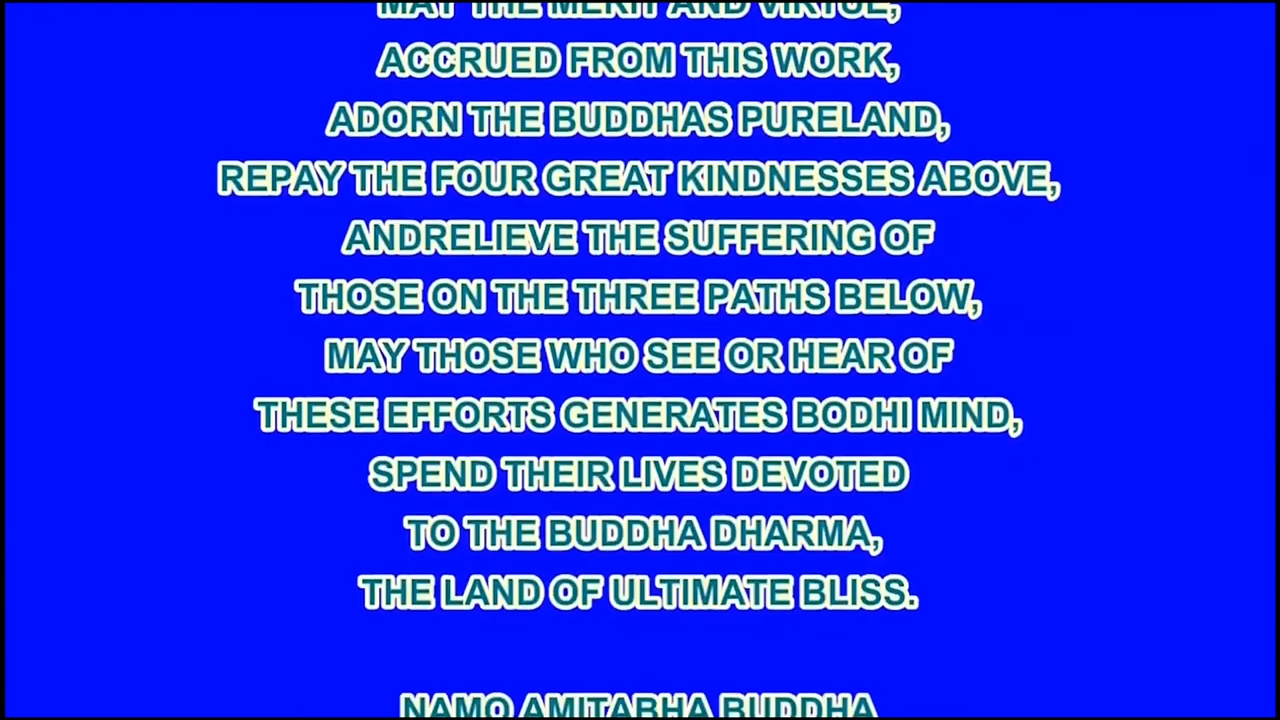 MAY THE MERIT AND VIRTUE,
ACCRUED FROM THIS WORK,
ADORN THE BUDDHAS PURELAND,
REPAY THE FOUR GREAT KINDNESSES ABOVE,
ANDRELIEVE THE SUFFERING OF
THOSE ON THE THREE PATHS BELOW,
MAY THOSE WHO SEE OR HEAR OF
THESE EFFORTS GENERATES BODHI MIND,
SPEND THEIR LIVES DEVOTED
TO THE BUDDHA DHARMA,
THE LAND OF ULTIMATE BLISS.
NAMO AMITABHA BUDDHA